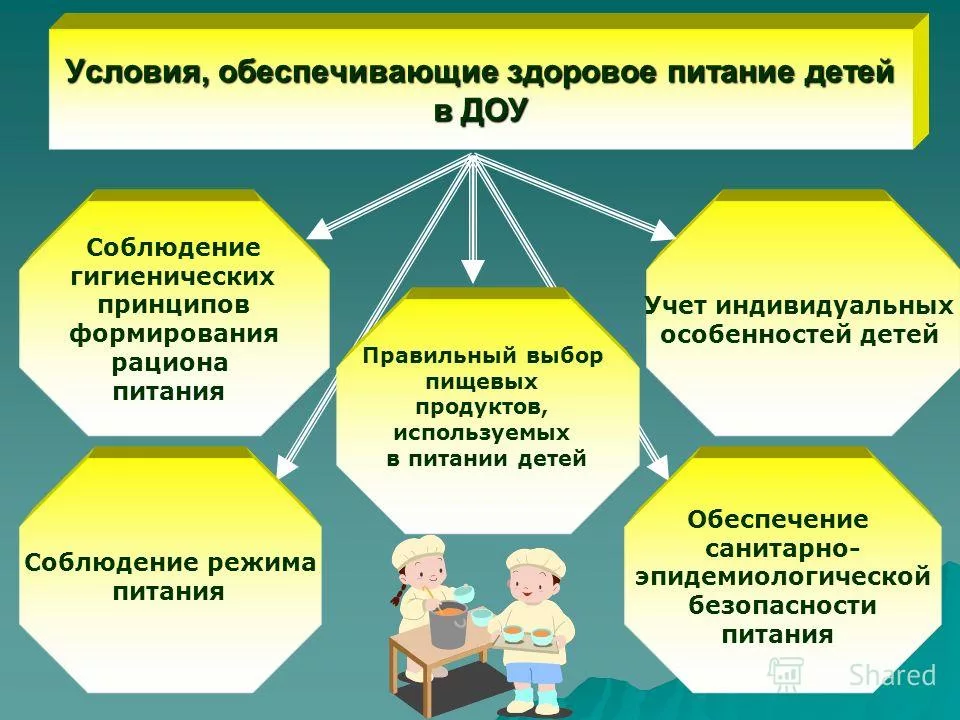 Условия, обеспечивающие здоровое питание детей
в ДОУ
Соблюдение
гигиенических
принципов
формирования
рациона
питания
Правильный выбор
пищевых
продуктов,
используемых
в питании детей
Учет индивидуальных
особенностей детей
Соблюдение режима
питания
Обеспечение
санитарно-
эпидемиологической
безопасности
питания
Shared